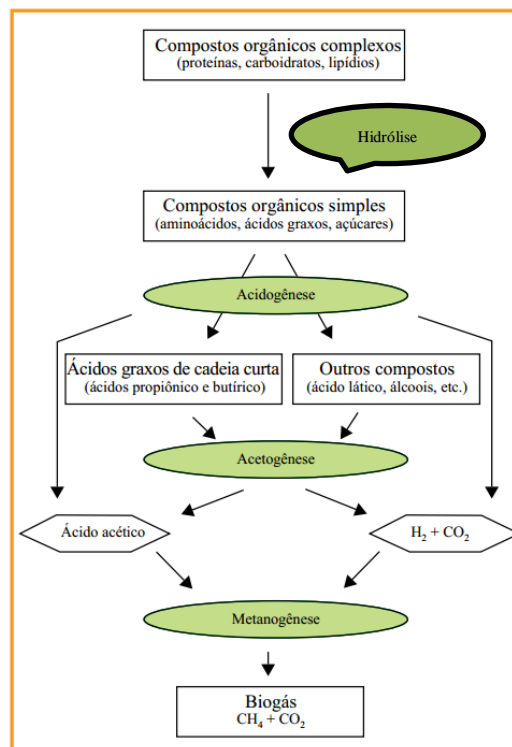 Compostos orgânicos complexos
(proteínas, carboidratos, lipídios)
Hidrólise
Compostos orgânicos simples
(aminoácidos, ácidos graxos, açúcares)
Acidogênese
Ácidos graxos de cadeia curta
(ácidos propiônico e butírico)
Outros compostos
(ácido lático, álcoois, etc.)
Acetogênese
Ácido acético
H₂ + CO₂
Metanogênese
Biogás
CH₄ + CO₂